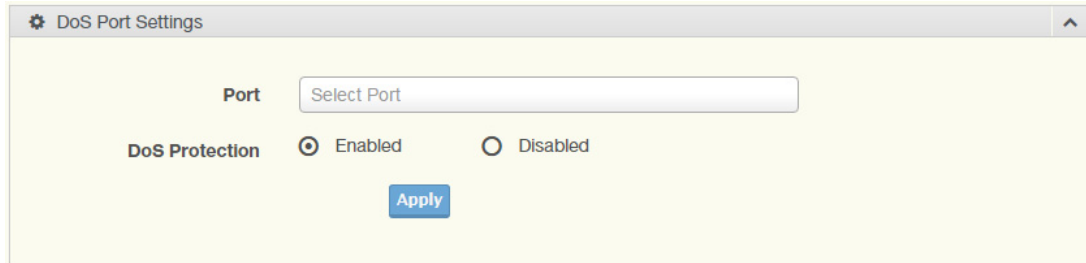 DoS Port Settings
Port Select Port
DoS Protection Enabled Disabled
Apply